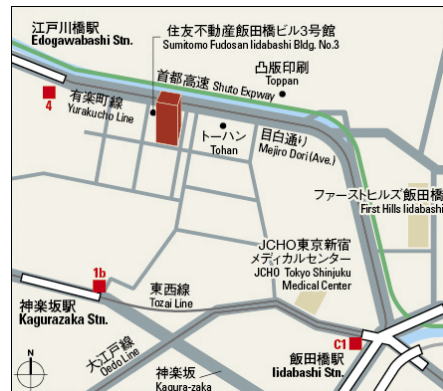 江戸川橋駅
Edogawabashi Stn.
住友不動産飯田橋ビル3号館
Sumitomo Fudosan Iidabashi Bldg. No.3
首都高速 Shuto Expway
凸版印刷
Toppan
4
有楽町線
Yurakucho Line
トーハン
Tohan
目白通り
Mejiro Dori (Ave.)
ファーストヒルズ飯田橋
First Hills Iidabashi
JCHO東京新宿
メディカルセンター
JCHO Tokyo Shinjuku
Medical Center
1b
東西線
Tozai Line
神楽坂駅
Kagurazaka Stn.
大江戸線
Oedo Line
C1
飯田橋駅
Iidabashi Stn.
神楽坂
Kagura-zaka
N